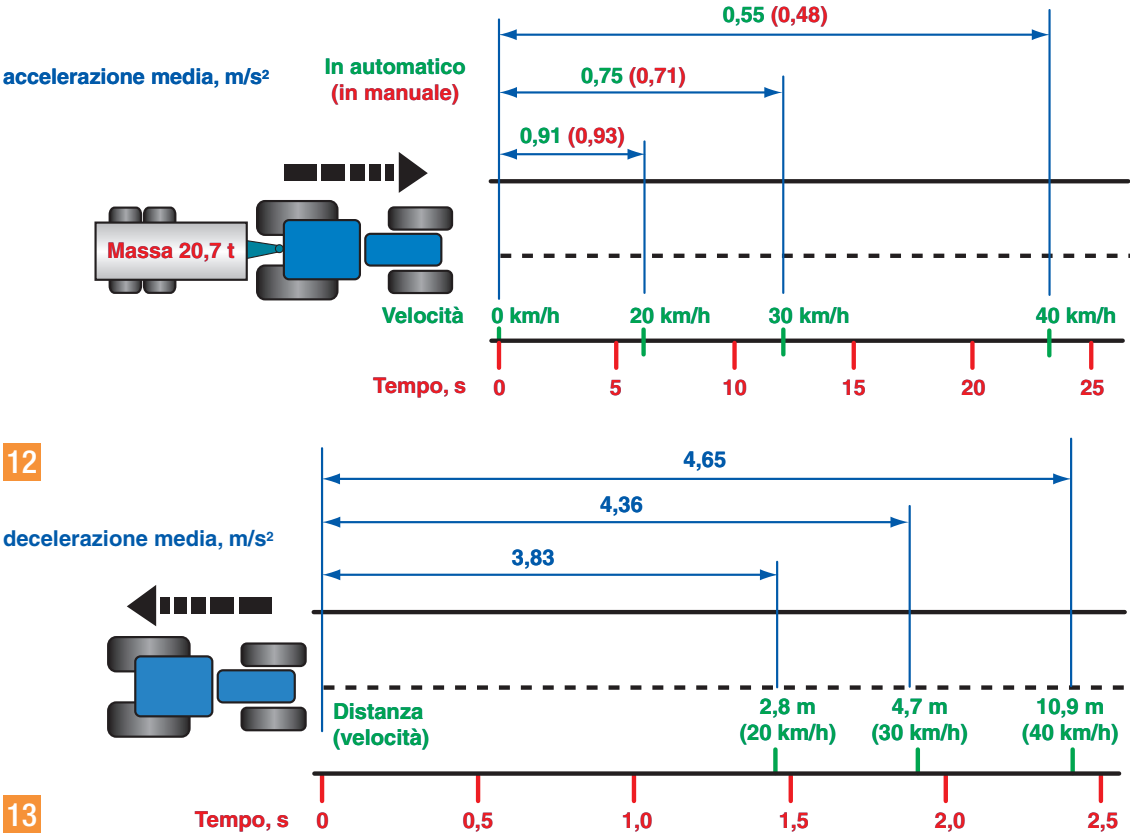 0,55 (0,48)
accelerazione media, m/s²
In automatico
(in manuale)
0,75 (0,71)
0,91 (0,93)
Massa 20,7 t
Velocità 0 km/h 20 km/h 30 km/h 40 km/h
Tempo, s 0 5 10 15 20 25
12
4,65
4,36
decelerazione media, m/s²
3,83
Distanza
(velocità)
2,8 m
(20 km/h)
4,7 m
(30 km/h)
10,9 m
(40 km/h)
13
Tempo, s 0 0,5 1,0 1,5 2,0 2,5